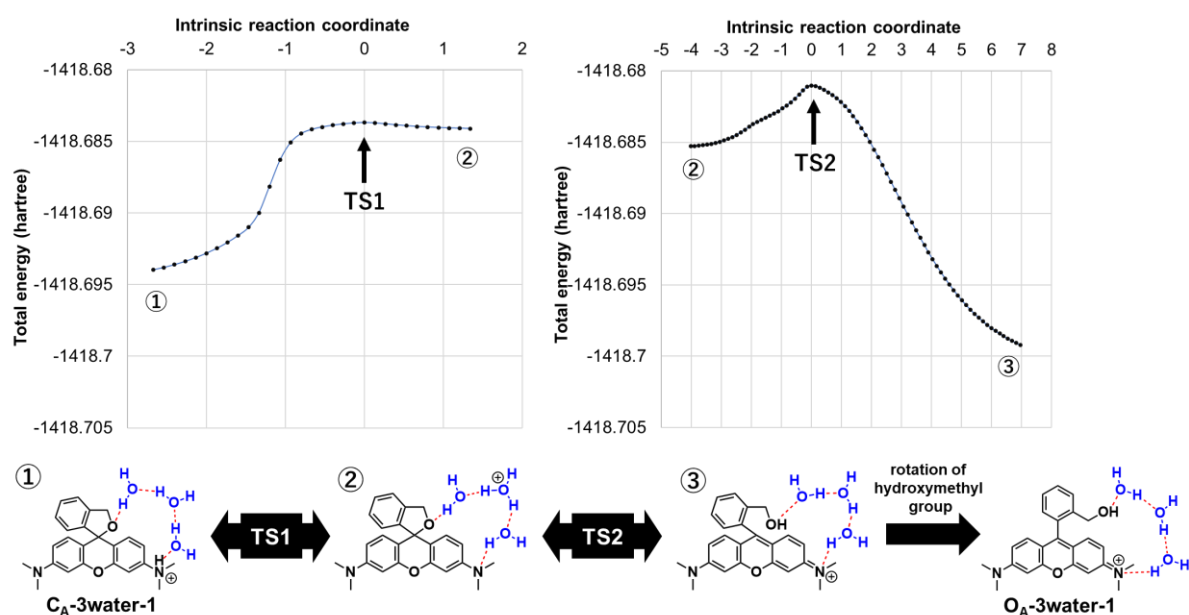 Intrinsic reaction coordinate
-3 -2 -1 0 1 2
-1418.68
-1418.685
-1418.69
-1418.695
-1418.7
-1418.705
Total energy (hartree)
①
TS1
②
Intrinsic reaction coordinate
-5 -4 -3 -2 -1 0 1 2 3 4 5 6 7 8
-1418.68
-1418.685
-1418.69
-1418.695
-1418.7
-1418.705
Total energy (hartree)
②
TS2
③
①
H
O H
H H
O
O
H
O
H
H
O
N
N
⊕
CA-3water-1
TS1
②
H
⊕
O H
H H O
O
H
H
O
H
O
N
N
TS2
③
H H
O H O
H
OH
H
O
H
O
N
N
⊕
rotation of
hydroxymethyl
group
H
O
OH H H
O
H
H
O
H
O
N
N
⊕
OA-3water-1